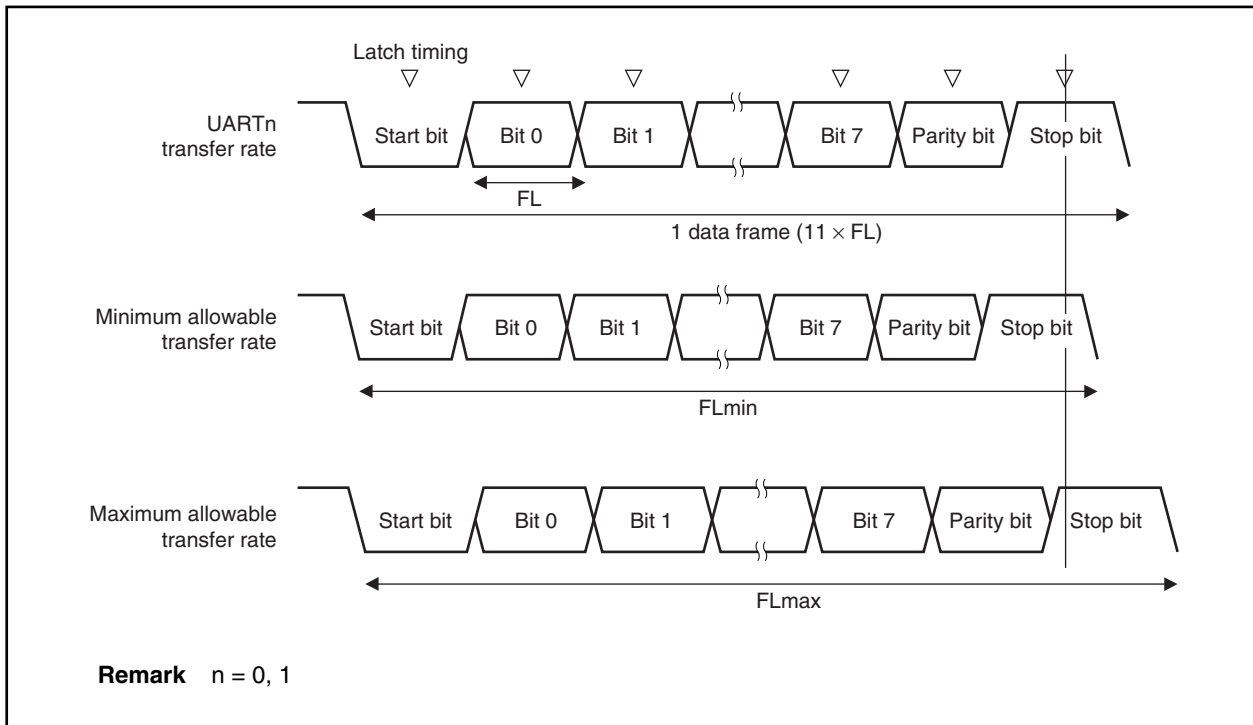 Latch timing
UARTn
transfer rate
Start bit
Bit 0
Bit 1
Bit 7
Parity bit
Stop bit
FL
1 data frame (11 × FL)
Minimum allowable
transfer rate
Start bit
Bit 0
Bit 1
Bit 7
Parity bit
Stop bit
FLmin
Maximum allowable
transfer rate
Start bit
Bit 0
Bit 1
Bit 7
Parity bit
Stop bit
FLmax
Remark n = 0, 1